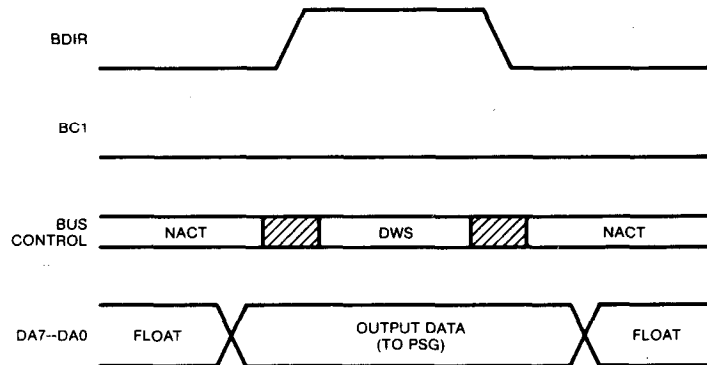 BDIR
BC1
BUS
CONTROL
NACT
DWS
NACT
DA7--DA0
FLOAT
OUTPUT DATA
(TO PSG)
FLOAT